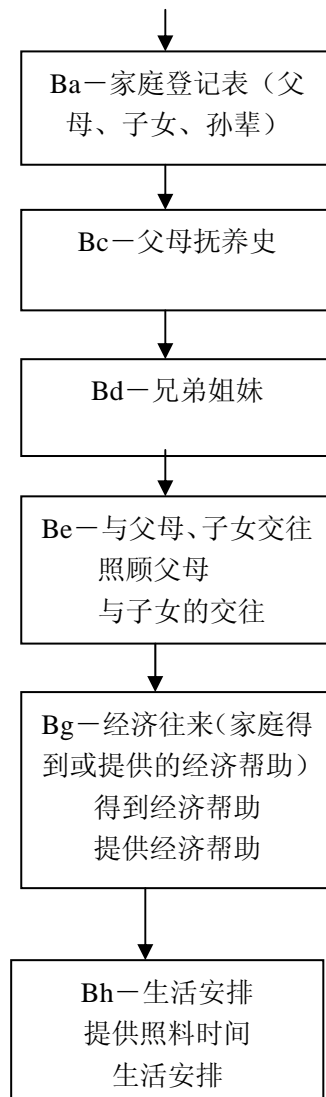 Ba－家庭登记表（父
母、子女、孙辈）
Bc－父母抚养史
Bd－兄弟姐妹
Be－与父母、子女交往
照顾父母
与子女的交往
Bg－经济往来（家庭得
到或提供的经济帮助）
得到经济帮助
提供经济帮助
Bh－生活安排
提供照料时间
生活安排